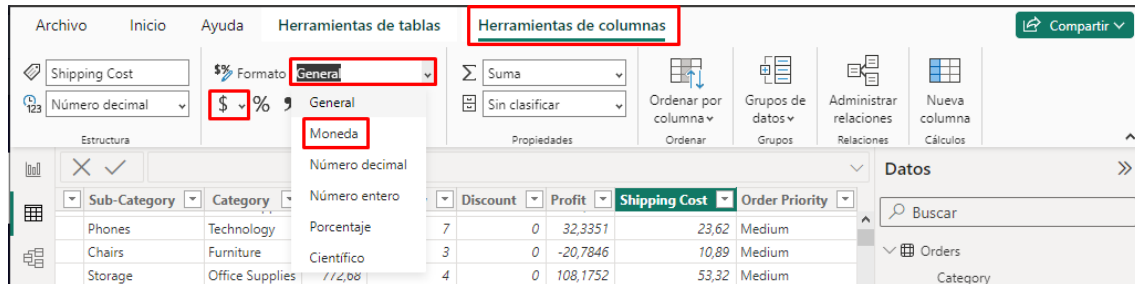 Archivo Inicio Ayuda Herramientas de tablas Herramientas de columnas Compartir
Shipping Cost $% Formato General Σ Suma
123 Número decimal $ % 9 Sin clasificar
Ordenar por columna
Grupos de datos
Administrar relaciones
Nueva columna
Estructura Propiedades Ordenar Grupos Relaciones Cálculos
General
Moneda
Número decimal
Número entero
Porcentaje
Científico
Datos
Buscar
Orders
Category
Sub-Category Category Discount Profit Shipping Cost Order Priority
Phones Technology 7 0 32,3351 23,62 Medium
Chairs Furniture 3 0 -20,7846 10,89 Medium
Storage Office Supplies 772,68 4 0 108,1752 53,32 Medium